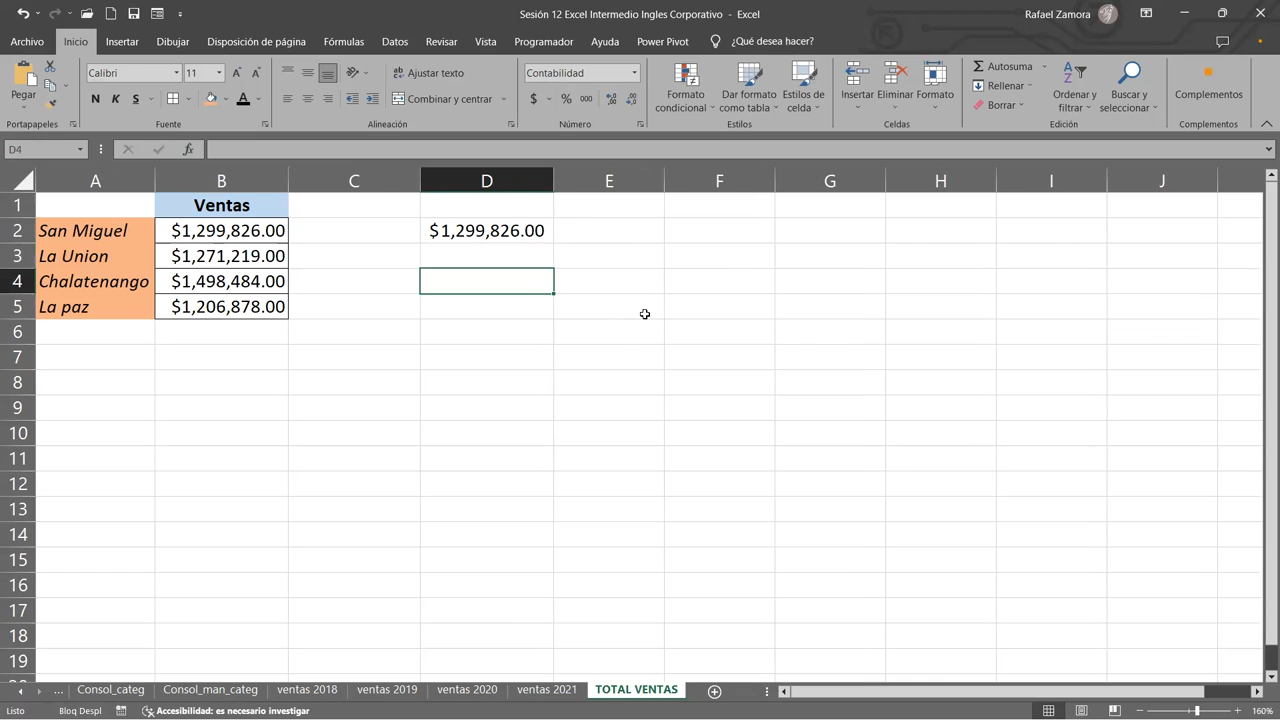 Sesión 12 Excel Intermedio Ingles Corporativo - Excel
Rafael Zamora
Archivo Inicio Insertar Dibujar Disposición de página Fórmulas Datos Revisar Vista Programador Ayuda Power Pivot ¿Qué desea hacer?
Pegar
Calibri 11
N K S
Ajustar texto
Combinar y centrar
Contabilidad
$ % 000
Formato condicional
Dar formato como tabla
Estilos de celda
Insertar Eliminar Formato
Autosuma
Rellenar
Borrar
Ordenar y filtrar
Buscar y seleccionar
Complementos
Portapapeles Fuente Alineación Número Estilos Celdas Edición Complementos
D4 fx
A B C D E F G H I J
1 Ventas
2 San Miguel $1,299,826.00 $1,299,826.00
3 La Union $1,271,219.00
4 Chalatenango $1,498,484.00
5 La paz $1,206,878.00
6
7
8
9
10
11
12
13
14
15
16
17
18
19
... Consol_categ Consol_man_categ ventas 2018 ventas 2019 ventas 2020 ventas 2021 TOTAL VENTAS
Listo Bloq Despl Accesibilidad: es necesario investigar 160%